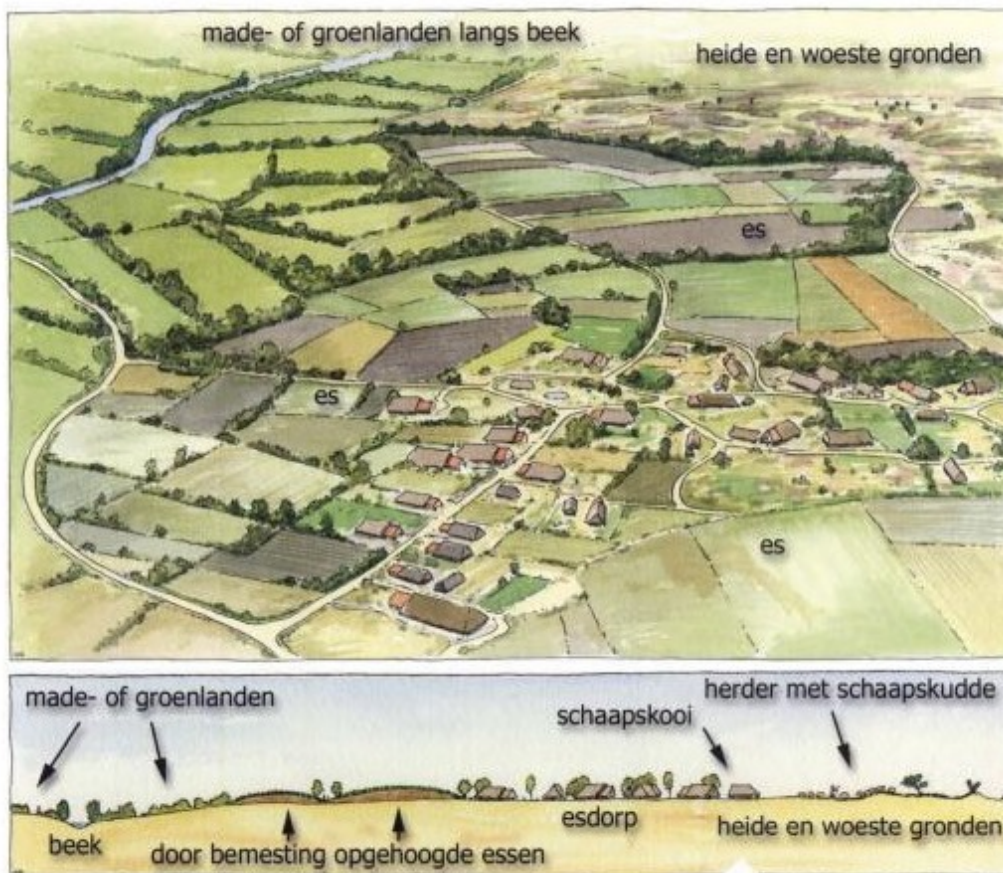 made- of groenlanden langs beek
heide en woeste gronden
es
es
es
made- of groenlanden
herder met schaapskudde
schaapskooi
beek
esdorp
heide en woeste gronden
door bemesting opgehoogde essen